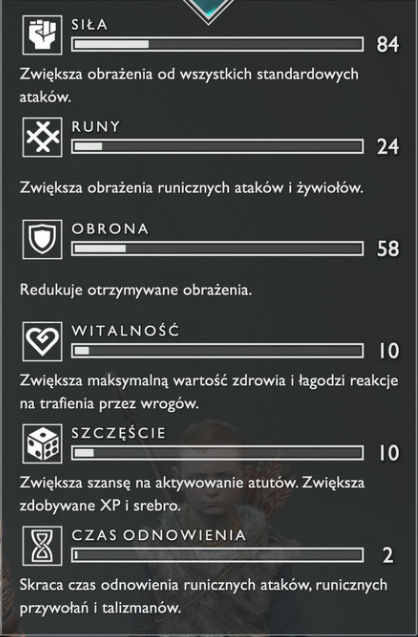 SIŁA
84
Zwiększa obrażenia od wszystkich standardowych
ataków.
RUNY
24
Zwiększa obrażenia runicznych ataków i żywiołów.
OBRONA
58
Redukuje otrzymywane obrażenia.
WITALNOŚĆ
10
Zwiększa maksymalną wartość zdrowia i łagodzi reakcje
na trafienia przez wrogów.
SZCZĘŚCIE
10
Zwiększa szansę na aktywowanie atutów. Zwiększa
zdobywane XP i srebro.
CZAS ODNOWIENIA
2
Skraca czas odnowienia runicznych ataków, runicznych
przywołań i talizmanów.